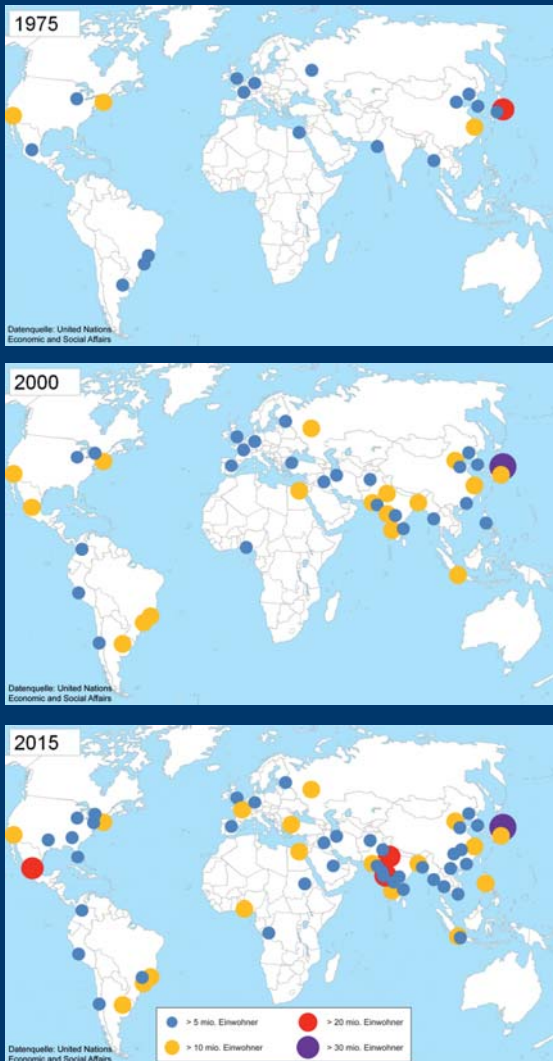 1975
Datenquelle: United Nations
Economic and Social Affairs
2000
Datenquelle: United Nations
Economic and Social Affairs
2015
> 5 mio. Einwohner
> 20 mio. Einwohner
> 10 mio. Einwohner
> 30 mio. Einwohner
Datenquelle: United Nations
Economic and Social Affairs